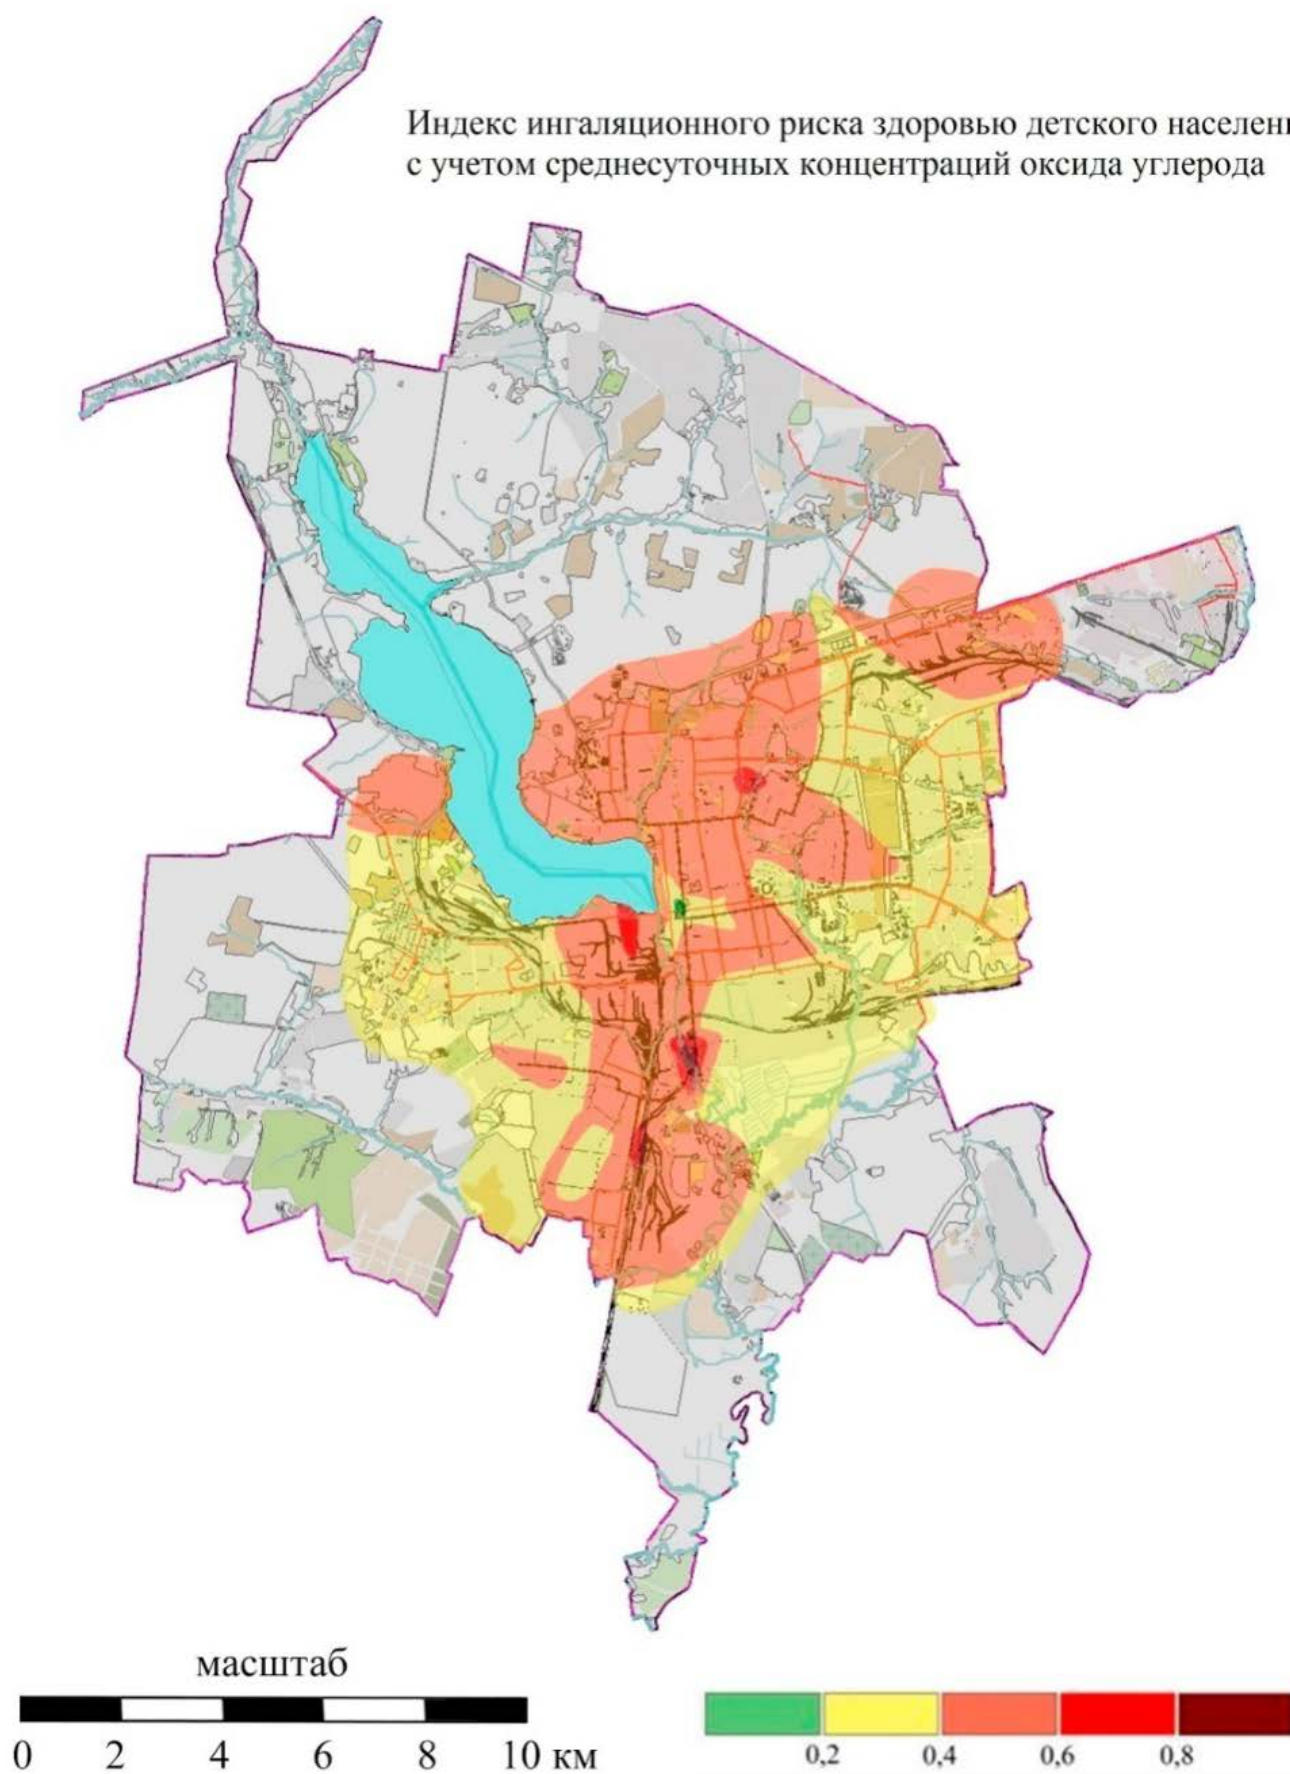 Индекс ингаляционного риска здоровью детского населен
с учетом среднесуточных концентраций оксида углерода
масштаб
0 2 4 6 8 10 км
0,2 0,4 0,6 0,8